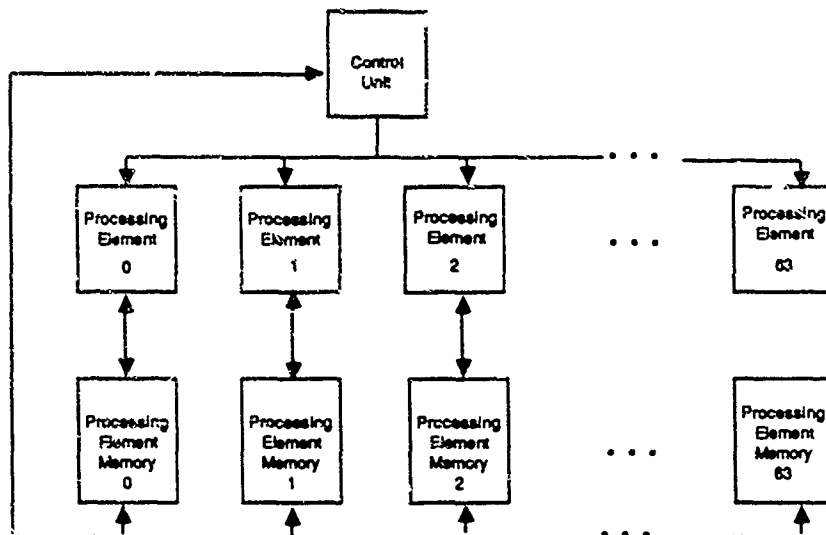 Control
Unit
. . .
Processing
Element
0
Processing
Element
1
Processing
Element
2
. . .
Processing
Element
63
Processing
Element
Memory
0
Processing
Element
Memory
1
Processing
Element
Memory
2
. . .
Processing
Element
Memory
63
. . .